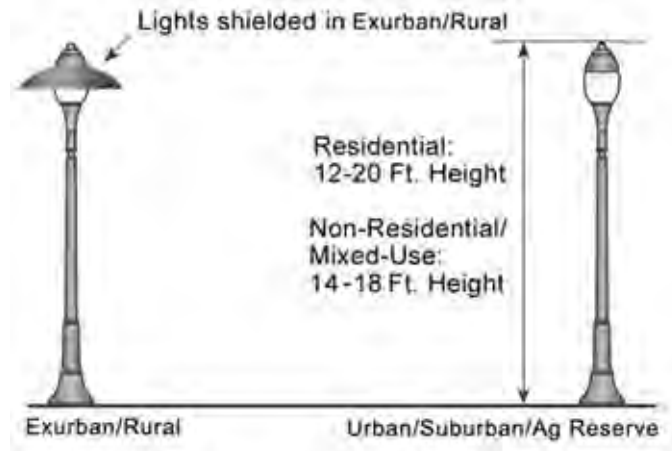 Lights shielded in Exurban/Rural
Residential:
12-20 Ft. Height
Non-Residential/
Mixed-Use:
14-18 Ft. Height
Exurban/Rural
Urban/Suburban/Ag Reserve